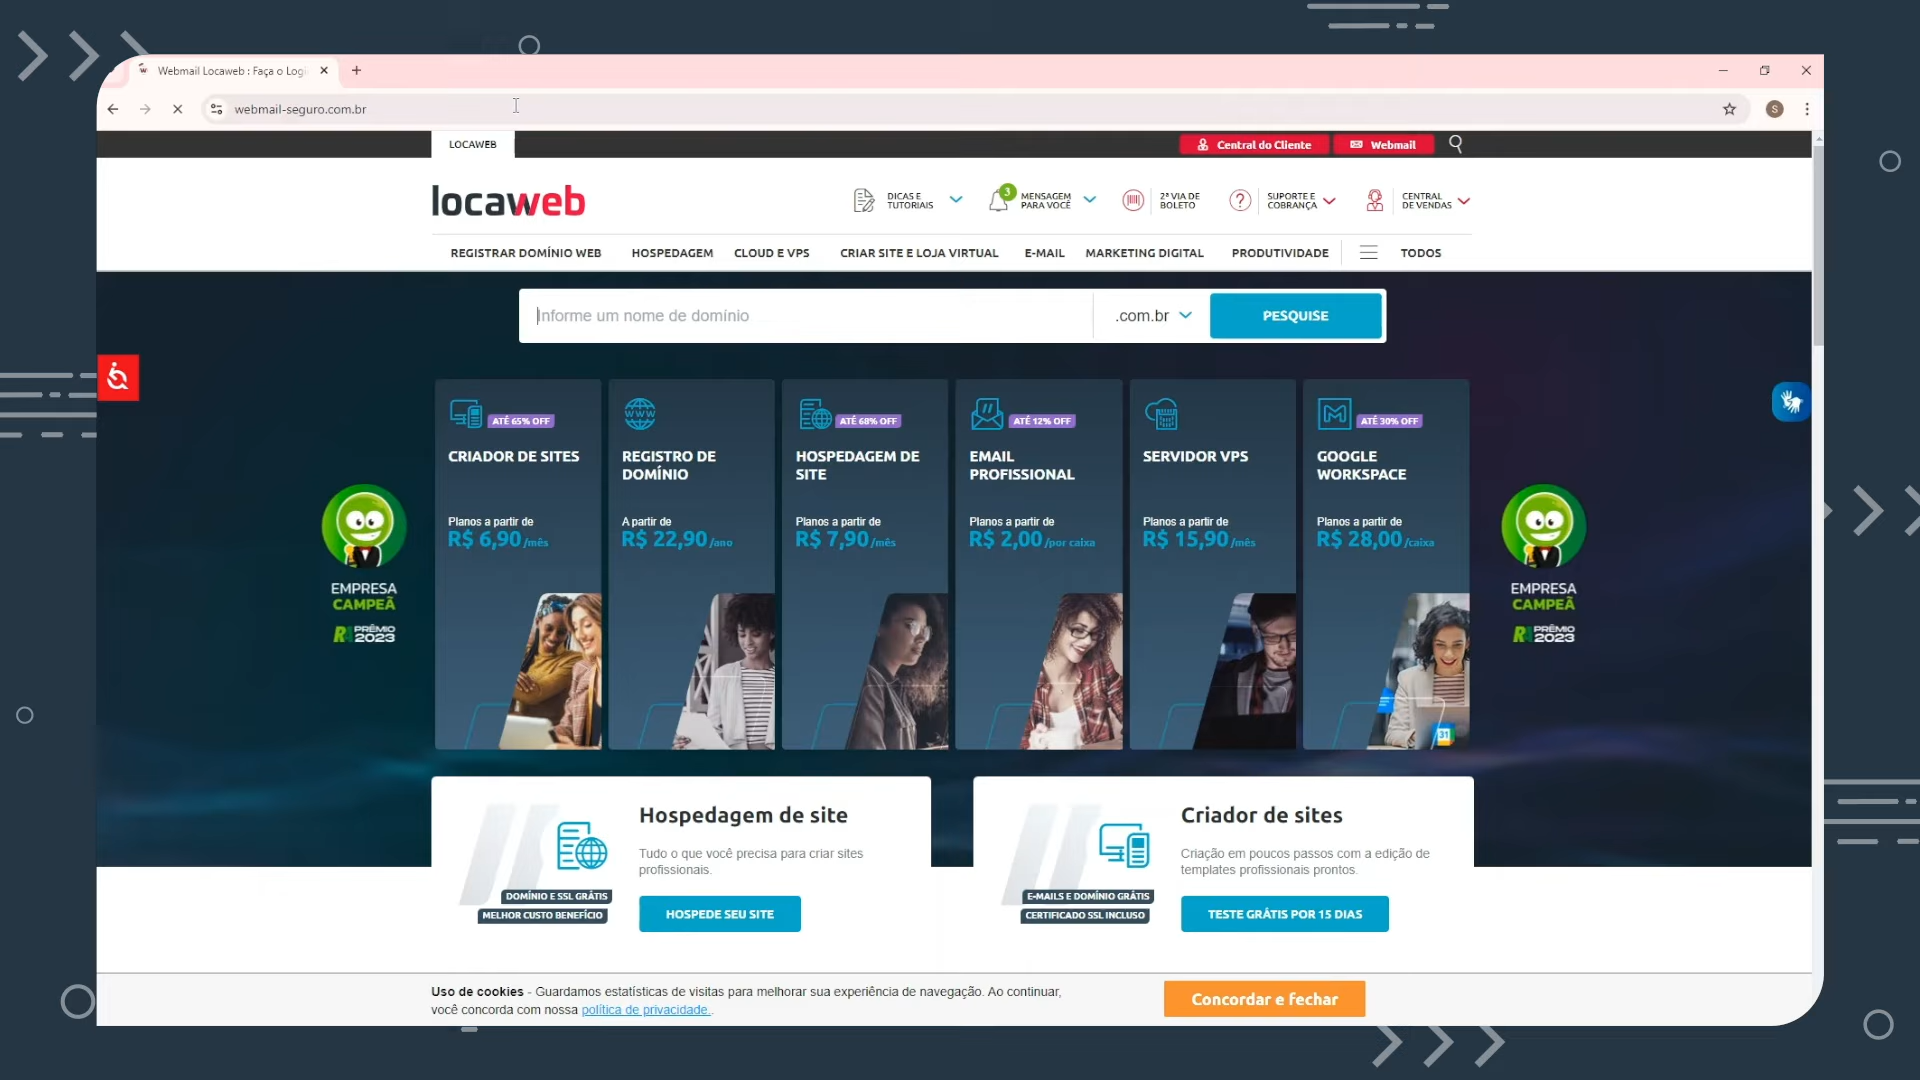 Webmail Locaweb : Faça o Logi
webmail-seguro.com.br
S
LOCAWEB
Central do Cliente
Webmail
locaweb
DICAS E
TUTORIAIS
3
MENSAGEM
PARA VOCÊ
2ª VIA DE
BOLETO
SUPORTE E
COBRANÇA
CENTRAL
DE VENDAS
REGISTRAR DOMÍNIO WEB
HOSPEDAGEM
CLOUD E VPS
CRIAR SITE E LOJA VIRTUAL
E-MAIL
MARKETING DIGITAL
PRODUTIVIDADE
TODOS
Informe um nome de domínio
.com.br
PESQUISE
ATÉ 65% OFF
CRIADOR DE SITES
Planos a partir de
R$ 6,90 /mês
WWW
REGISTRO DE
DOMÍNIO
A partir de
R$ 22,90 /ano
ATÉ 68% OFF
HOSPEDAGEM DE
SITE
Planos a partir de
R$ 7,90 /mês
ATÉ 12% OFF
EMAIL
PROFISSIONAL
Planos a partir de
R$ 2,00 /por caixa
SERVIDOR VPS
Planos a partir de
R$ 15,90 /mês
M
ATÉ 30% OFF
GOOGLE
WORKSPACE
Planos a partir de
R$ 28,00 /caixa
31
EMPRESA
CAMPEÃ
RA PRÊMIO
2023
EMPRESA
CAMPEÃ
RA PRÊMIO
2023
Hospedagem de site
Tudo o que você precisa para criar sites
profissionais.
DOMÍNIO E SSL GRÁTIS
MELHOR CUSTO BENEFÍCIO
HOSPEDE SEU SITE
Criador de sites
Criação em poucos passos com a edição de
templates profissionais prontos.
E-MAILS E DOMÍNIO GRÁTIS
CERTIFICADO SSL INCLUSO
TESTE GRÁTIS POR 15 DIAS
Uso de cookies - Guardamos estatísticas de visitas para melhorar sua experiência de navegação. Ao continuar,
você concorda com nossa política de privacidade..
Concordar e fechar